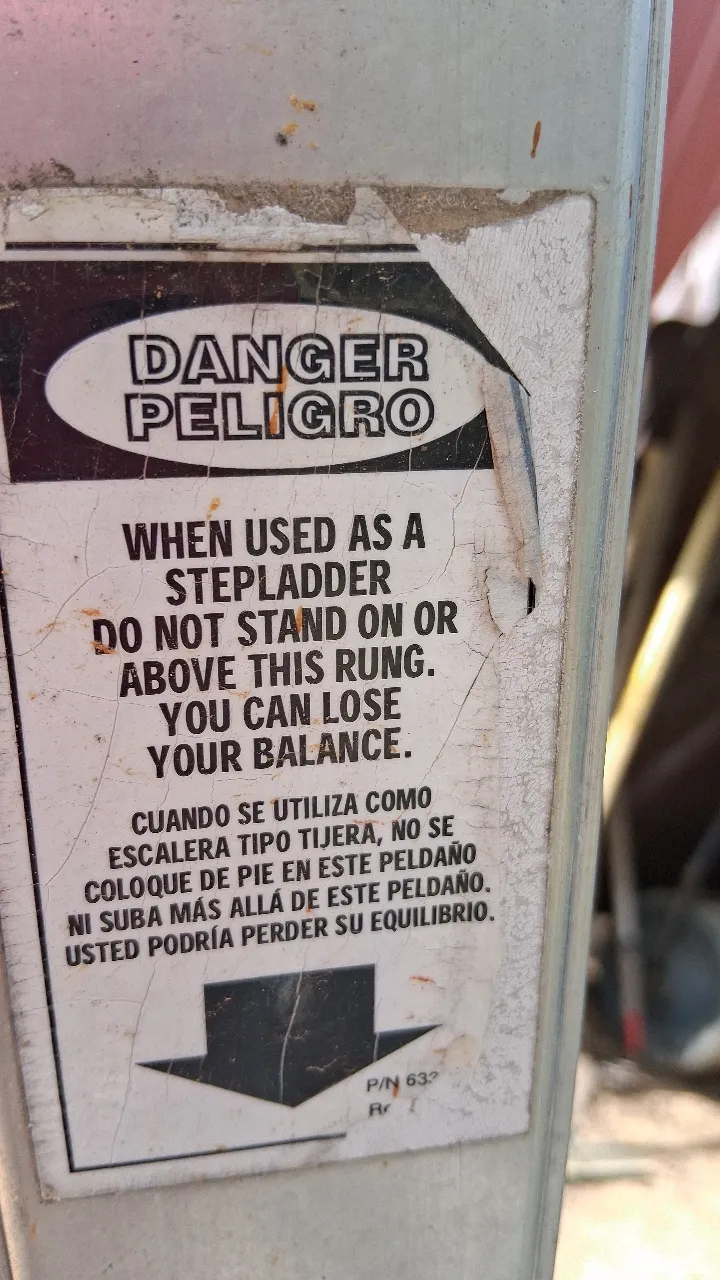 DANGER
PELIGRO
WHEN USED AS A
STEPLADDER
DO NOT STAND ON OR
ABOVE THIS RUNG.
YOU CAN LOSE
YOUR BALANCE.
CUANDO SE UTILIZA COMO
ESCALERA TIPO TIJERA, NO SE
COLOQUE DE PIE EN ESTE PELDAÑO
NI SUBA MÁS ALLÁ DE ESTE PELDAÑO.
USTED PODRÍA PERDER SU EQUILIBRIO.
P/N